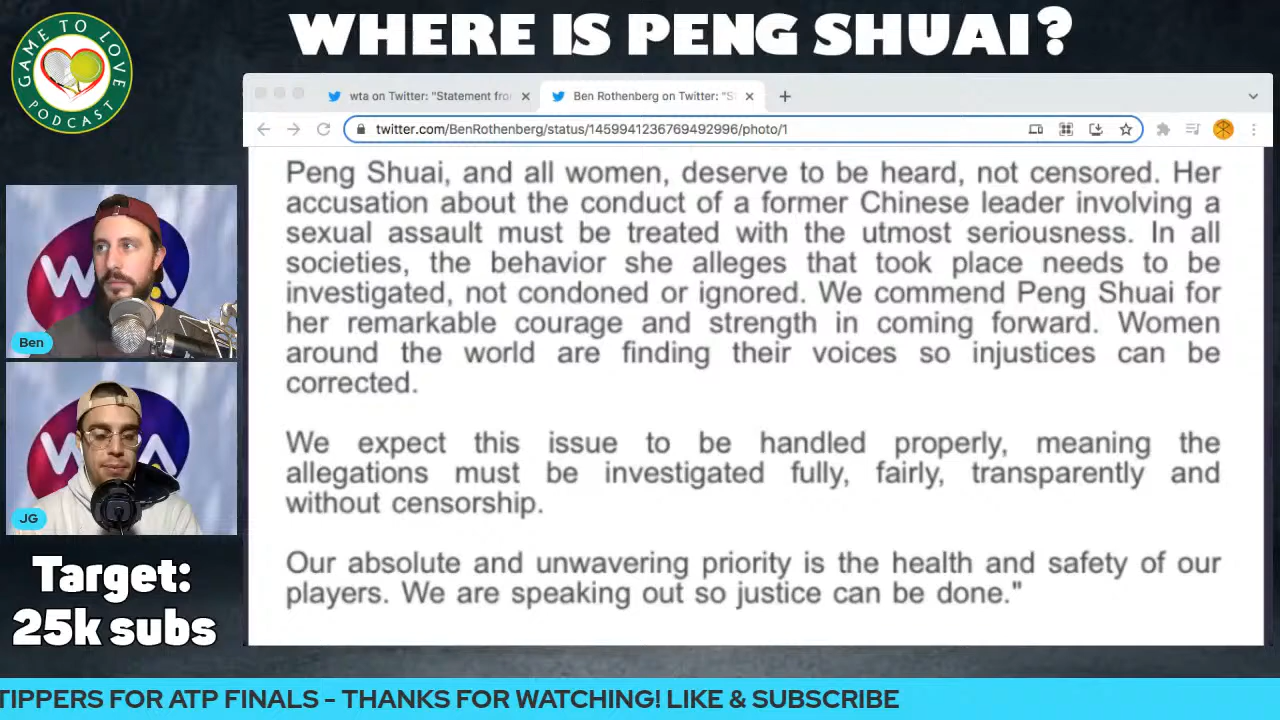 WHERE IS PENG SHUAI?
GAME TO LOVE
PODCAST
wta on Twitter: "Statement fro
Ben Rothenberg on Twitter: "S
twitter.com/BenRothenberg/status/1459941236769492996/photo/1
Peng Shuai, and all women, deserve to be heard, not censored. Her
accusation about the conduct of a former Chinese leader involving a
sexual assault must be treated with the utmost seriousness. In all
societies, the behavior she alleges that took place needs to be
investigated, not condoned or ignored. We commend Peng Shuai for
her remarkable courage and strength in coming forward. Women
around the world are finding their voices so injustices can be
corrected.
We expect this issue to be handled properly, meaning the
allegations must be investigated fully, fairly, transparently and
without censorship.
Our absolute and unwavering priority is the health and safety of our
players. We are speaking out so justice can be done."
Ben
JG
Target:
25k subs
TIPPERS FOR ATP FINALS - THANKS FOR WATCHING! LIKE & SUBSCRIBE